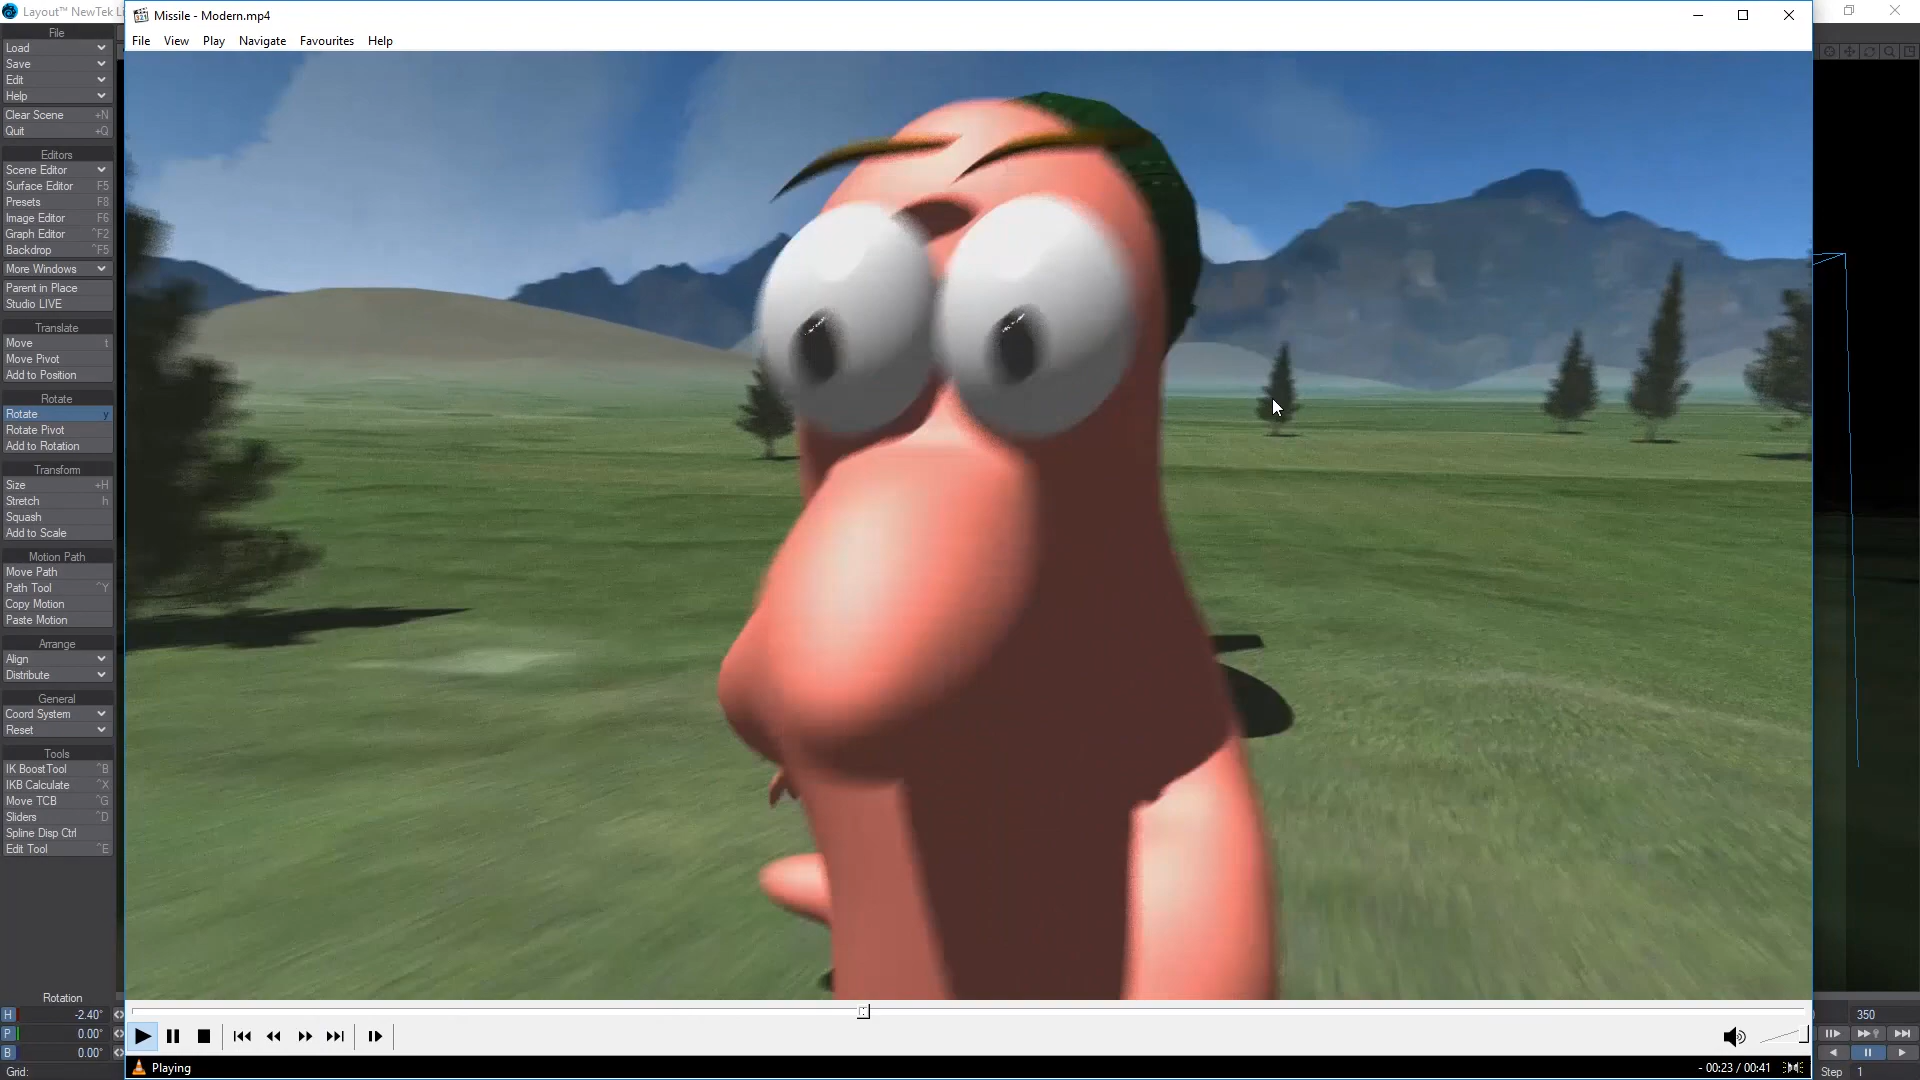 Layout™ NewTek Li
Missile - Modern.mp4
File View Play Navigate Favourites Help
File
Load
Save
Edit
Help
Clear Scene +N
Quit +Q
Editors
Scene Editor
Surface Editor F5
Presets F8
Image Editor F6
Graph Editor ^F2
Backdrop ^F5
More Windows
Parent in Place
Studio LIVE
Translate
Move t
Move Pivot
Add to Position
Rotate
Rotate y
Rotate Pivot
Add to Rotation
Transform
Size +H
Stretch h
Squash
Add to Scale
Motion Path
Move Path
Path Tool ^Y
Copy Motion
Paste Motion
Arrange
Align
Distribute
General
Coord System
Reset
Tools
IK BoostTool ^B
IKB Calculate ^X
Move TCB ^G
Sliders ^D
Spline Disp Ctrl
Edit Tool ^E
Rotation
H -2.40°
P 0.00°
B 0.00°
Grid:
350
Step 1
Playing
- 00:23 / 00:41